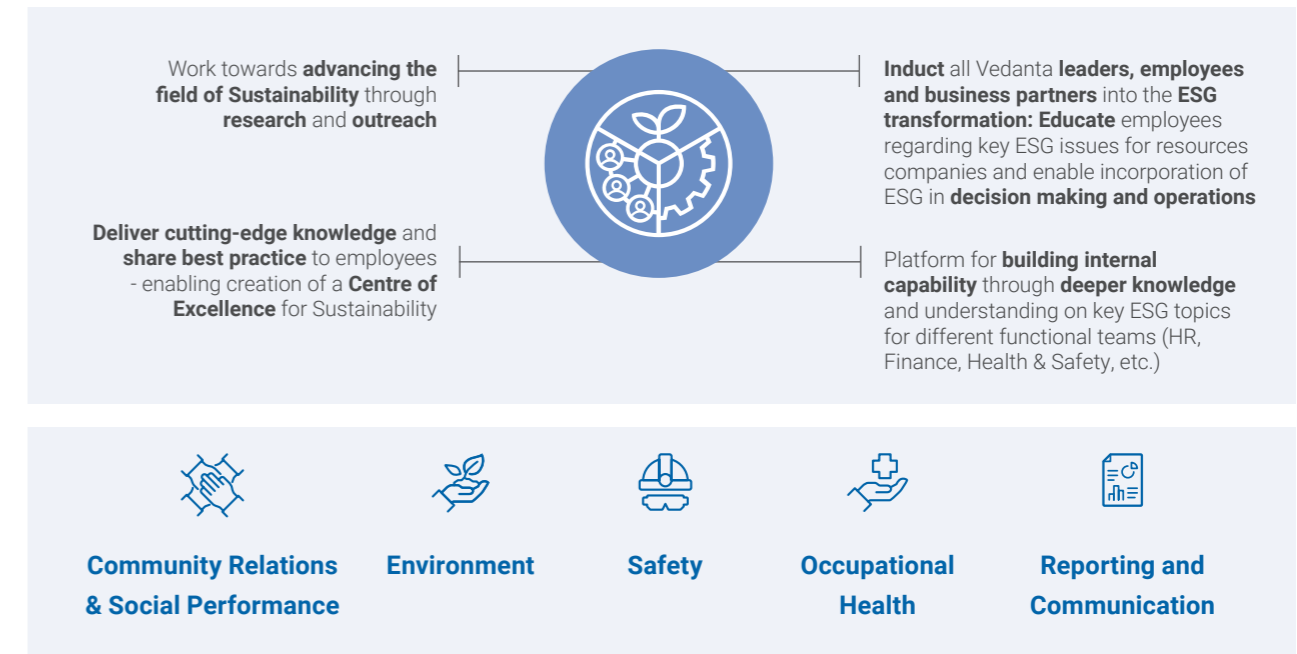 Work towards advancing the
field of Sustainability through
research and outreach
Deliver cutting-edge knowledge and
share best practice to employees
- enabling creation of a Centre of
Excellence for Sustainability
Induct all Vedanta leaders, employees
and business partners into the ESG
transformation: Educate employees
regarding key ESG issues for resources
companies and enable incorporation of
ESG in decision making and operations
Platform for building internal
capability through deeper knowledge
and understanding on key ESG topics
for different functional teams (HR,
Finance, Health & Safety, etc.)
Community Relations
& Social Performance
Environment
Safety
Occupational
Health
Reporting and
Communication